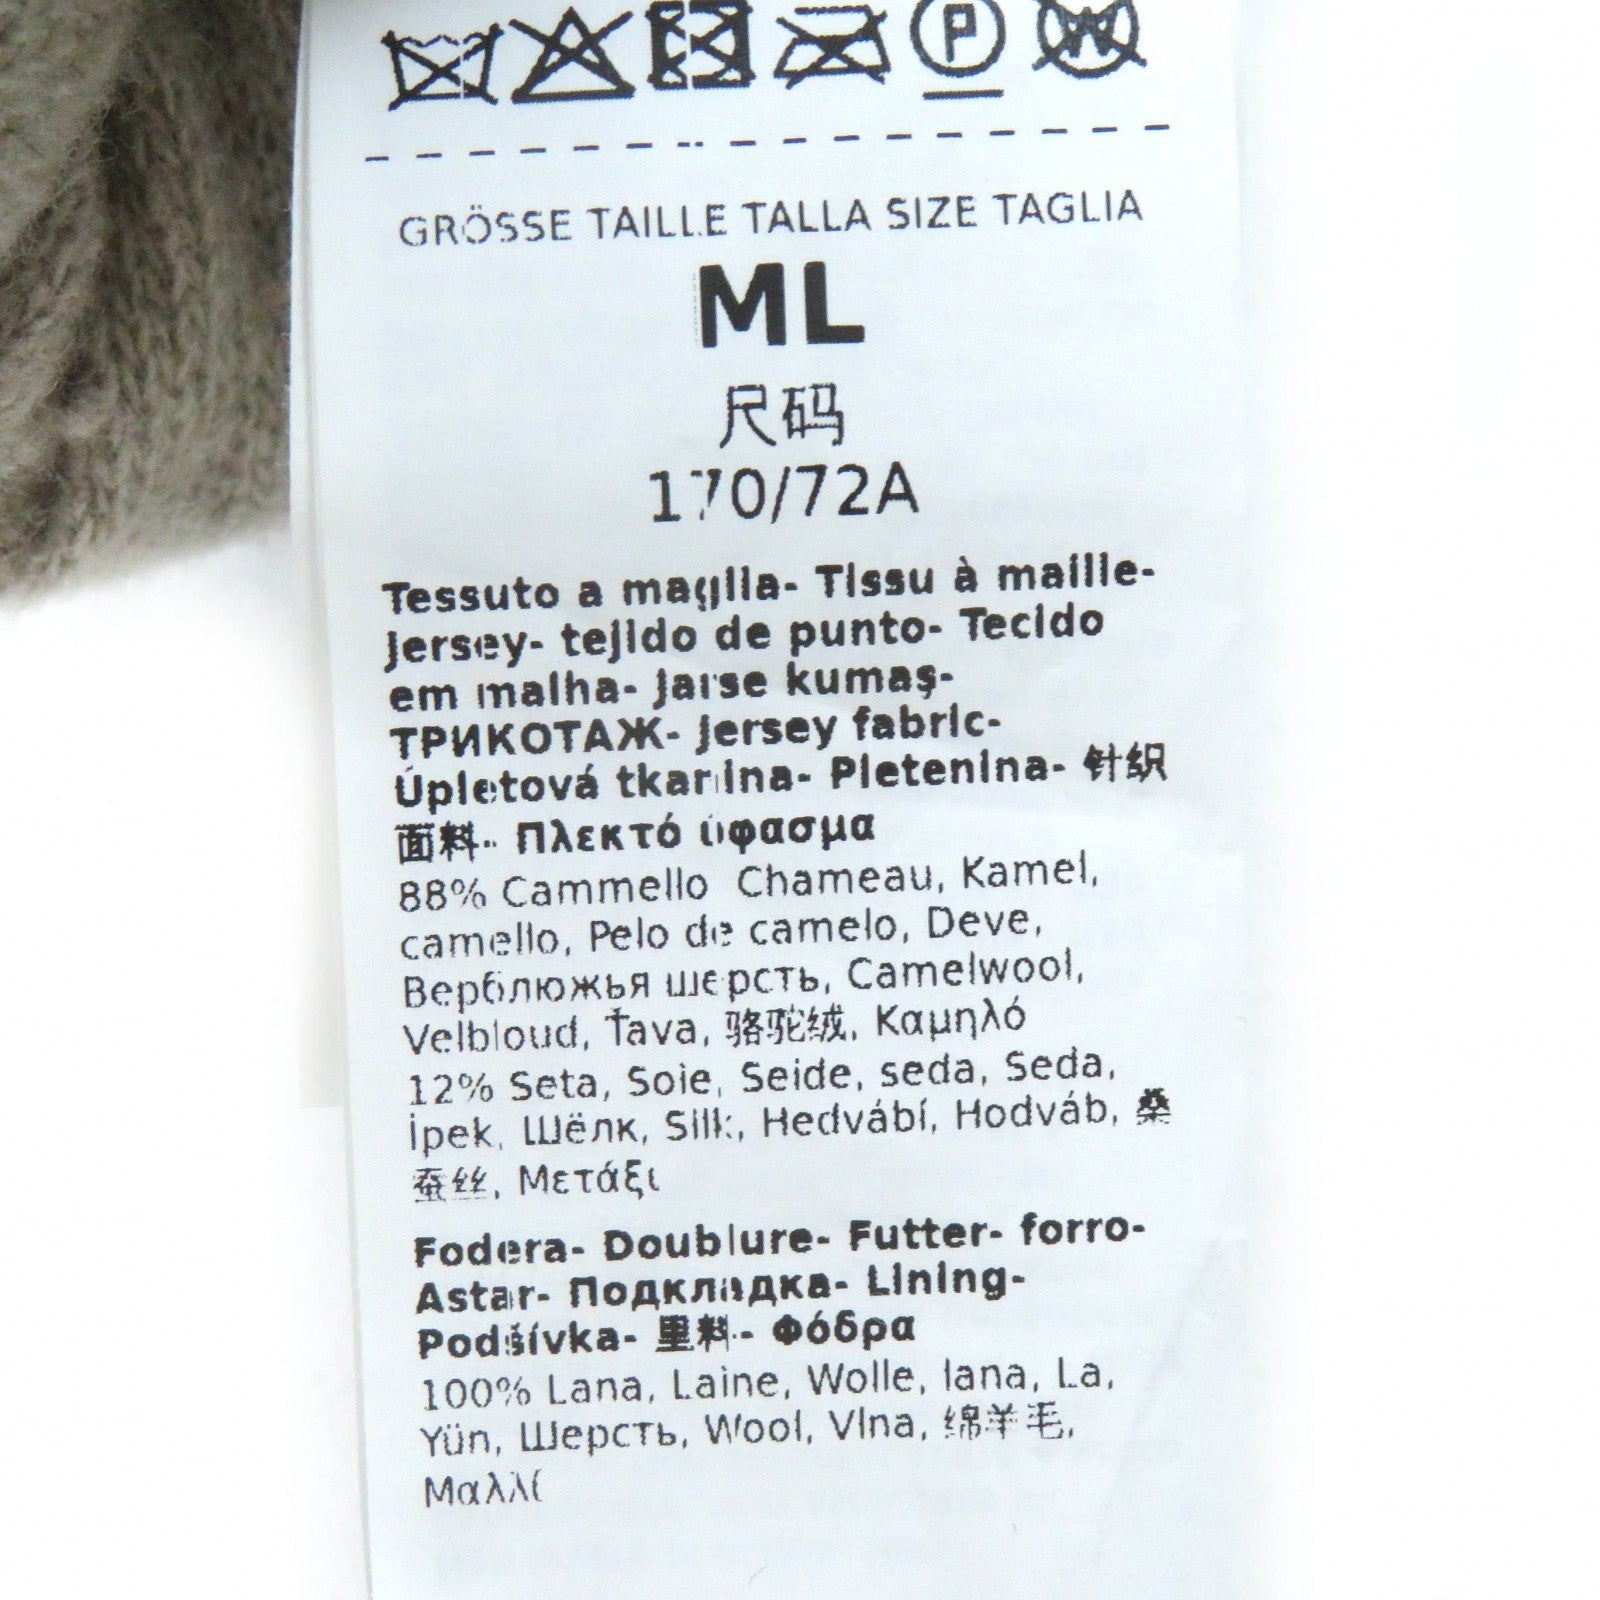 P
W
GRÖSSE TAILLE TALLA SIZE TAGLIA
ML
尺码
170/72A
Tessuto a maglia- Tissu à maille-
Jersey- tejido de punto- Tecido
em malha- Jarse kumaş-
ТРИКОТАЖ- Jersey fabric-
Úpletová tkanina- Pletenina- 针织
面料- Πλεκτό ύφασμα
88% Cammello Chameau, Kamel,
camello, Pelo de camelo, Deve,
Верблюжья шерсть, Camelwool,
Velbloud, Ťava, 骆驼绒, Καμηλό
12% Seta, Soie, Seide, seda, Seda,
İpek, Шёлк, Silk, Hedvábí, Hodváb, 桑
蚕丝, Μετάξι
Fodera- Doublure- Futter- forro-
Astar- Подкладка- Lining-
Podšívka- 里料- Φόδρα
100% Lana, Laine, Wolle, lana, La,
Yün, Шерсть, Wool, Vlna, 绵羊毛,
Μαλλί